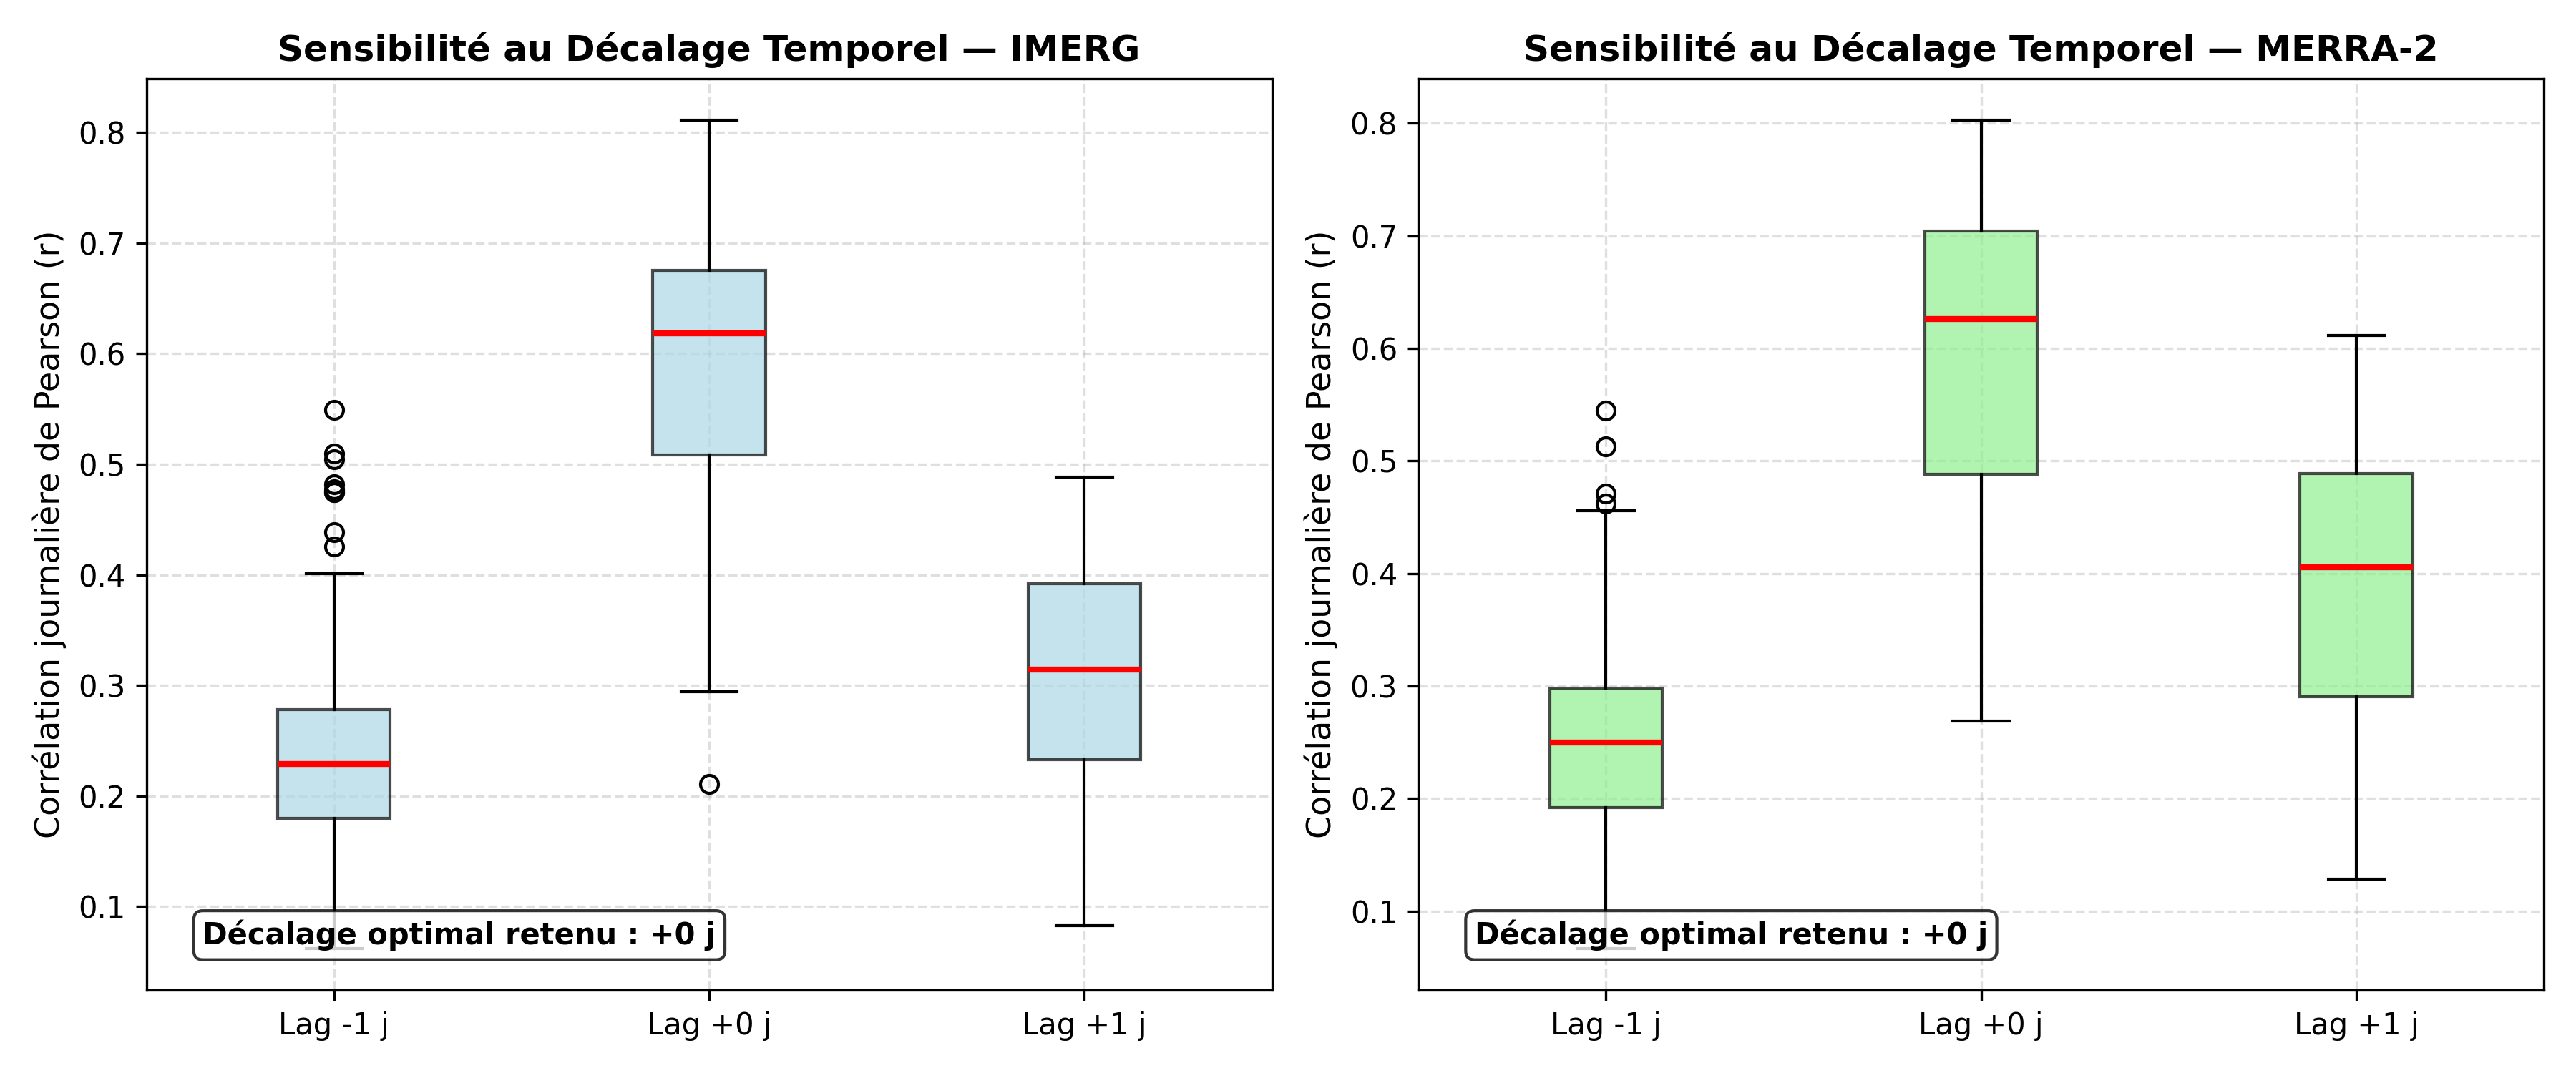 Sensibilité au Décalage Temporel — IMERG
Corrélation journalière de Pearson (r)
0.8
0.7
0.6
0.5
0.4
0.3
0.2
0.1
Décalage optimal retenu : +0 j
Lag -1 j
Lag +0 j
Lag +1 j
Sensibilité au Décalage Temporel — MERRA-2
Corrélation journalière de Pearson (r)
0.8
0.7
0.6
0.5
0.4
0.3
0.2
0.1
Décalage optimal retenu : +0 j
Lag -1 j
Lag +0 j
Lag +1 j